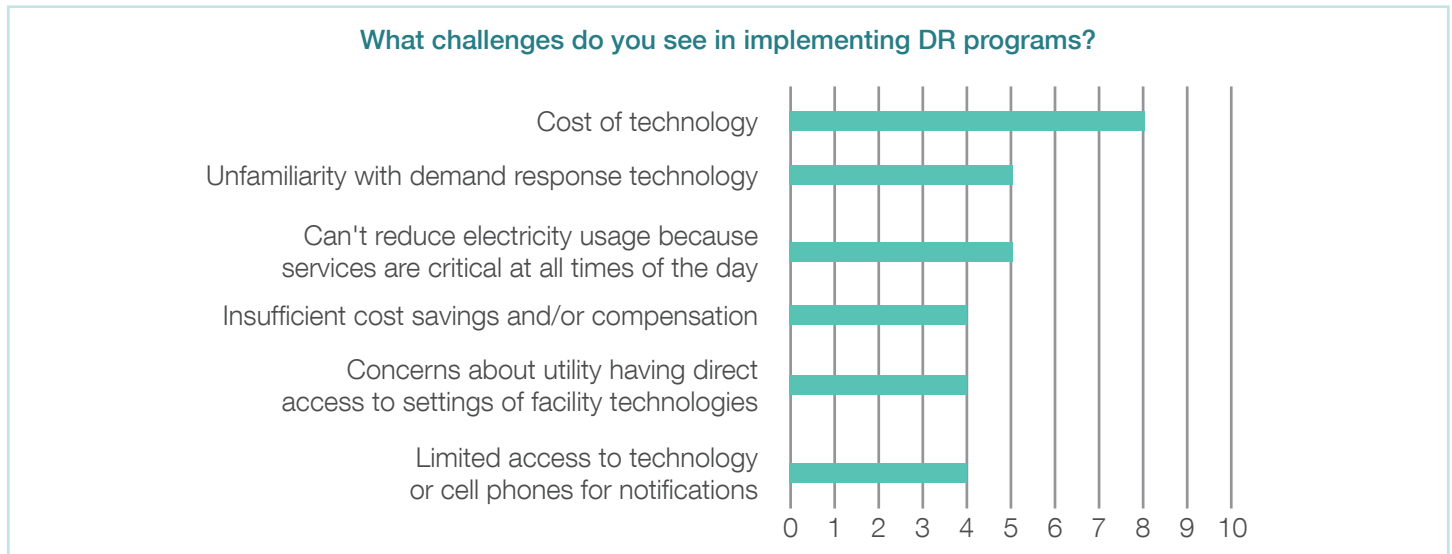 What challenges do you see in implementing DR programs?
Cost of technology
Unfamiliarity with demand response technology
Can't reduce electricity usage because
services are critical at all times of the day
Insufficient cost savings and/or compensation
Concerns about utility having direct
access to settings of facility technologies
Limited access to technology
or cell phones for notifications
0 1 2 3 4 5 6 7 8 9 10